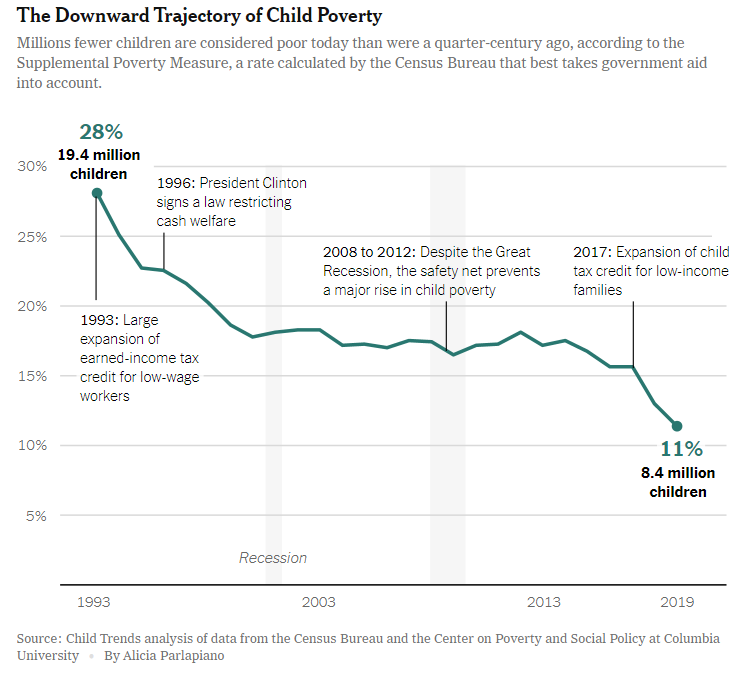 The Downward Trajectory of Child Poverty
Millions fewer children are considered poor today than were a quarter-century ago, according to the
Supplemental Poverty Measure, a rate calculated by the Census Bureau that best takes government aid
into account.
28%
19.4 million
children
30%
1996: President Clinton
signs a law restricting
cash welfare
25%
2008 to 2012: Despite the Great
Recession, the safety net prevents
a major rise in child poverty
2017: Expansion of child
tax credit for low-income
families
20%
1993: Large
expansion of
earned-income tax
credit for low-wage
workers
15%
10%
11%
8.4 million
children
5%
Recession
1993
2003
2013
2019
Source: Child Trends analysis of data from the Census Bureau and the Center on Poverty and Social Policy at Columbia
University • By Alicia Parlapiano